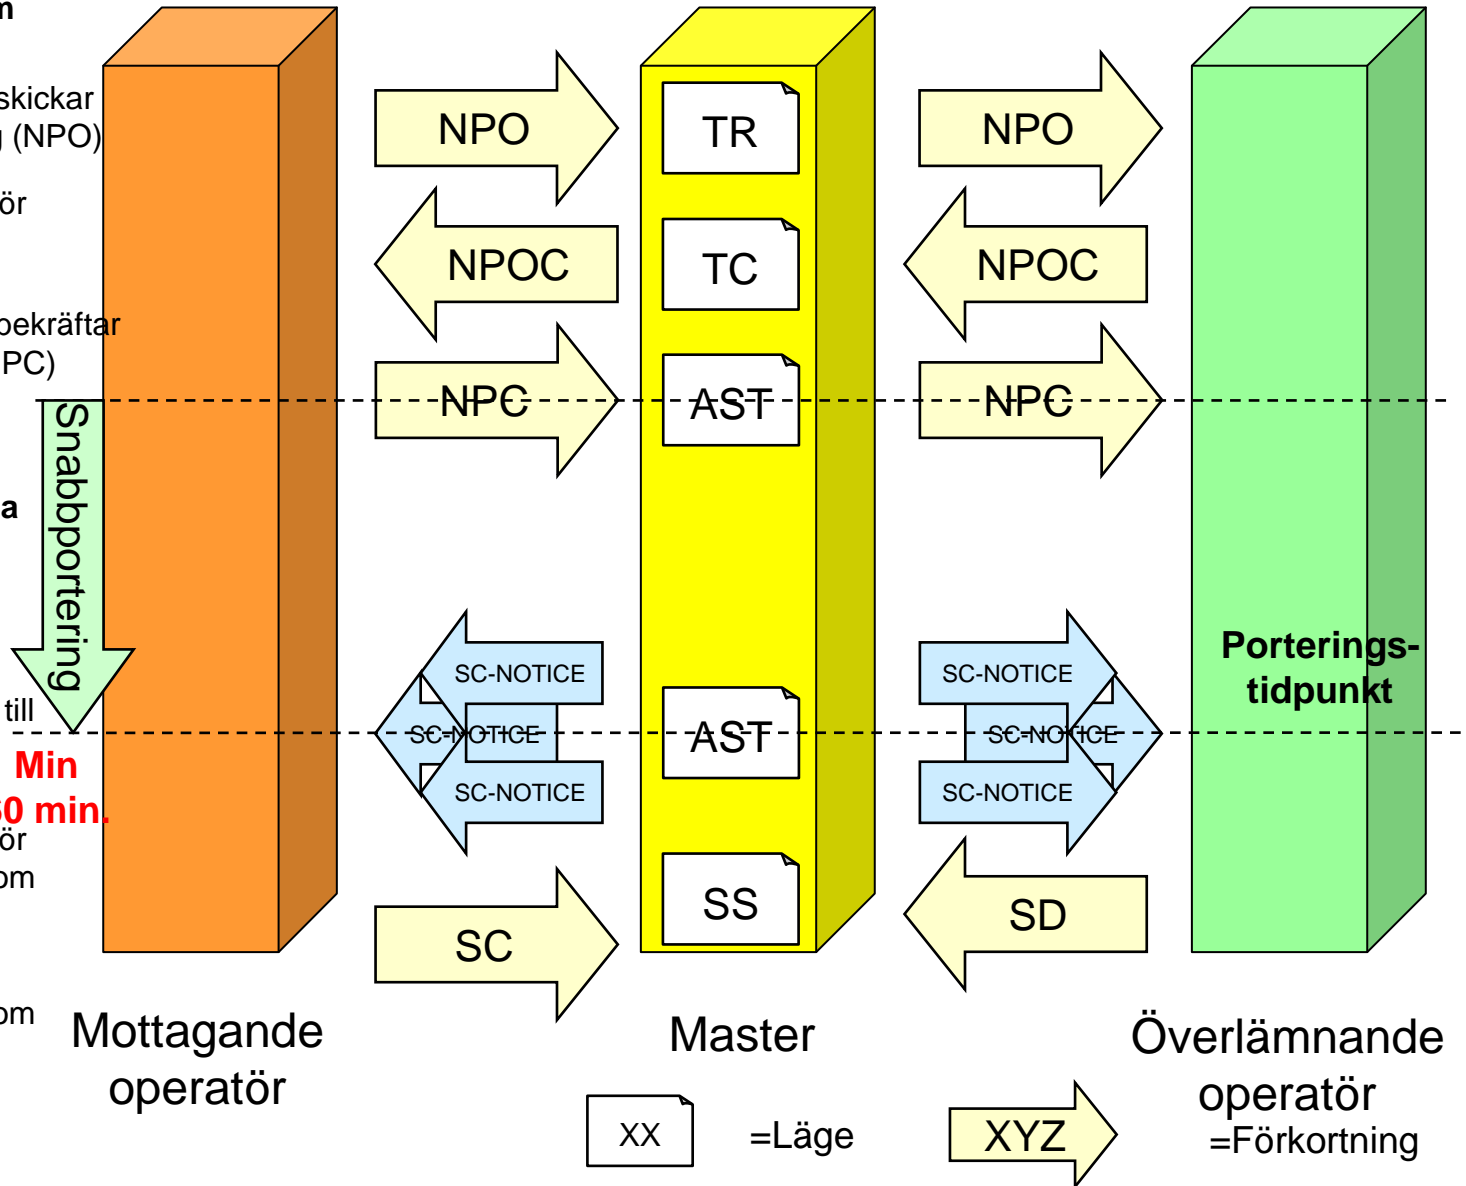 m
skickar
g (NPO)
ör
bekräftar
PC)
a
Snabbportering
till
Min
60 min.
ör
om
om
NPO
TR
NPO
NPOC
TC
NPOC
NPC
AST
NPC
SC-NOTICE
SC-NOTICE
SC-NOTICE
AST
SC-NOTICE
SC-NOTICE
SC-NOTICE
Porterings-
tidpunkt
SC
SS
SD
Mottagande
operatör
Master
Överlämnande
operatör
XX
=Läge
XYZ
=Förkortning